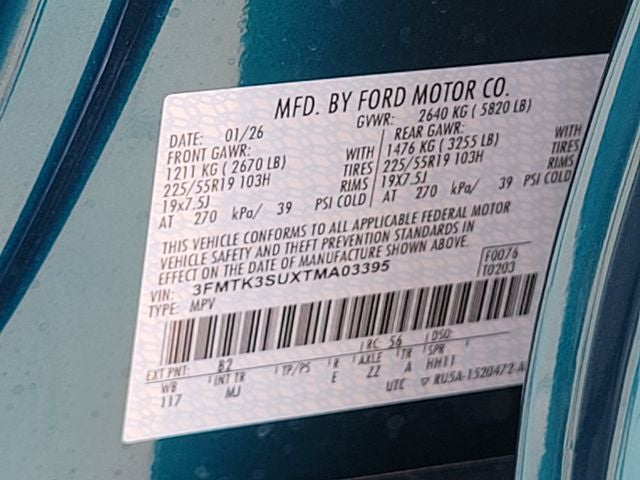 MFD. BY FORD MOTOR CO.
DATE: 01/26 GVWR: 2640 KG ( 5820 LB)
FRONT GAWR: REAR GAWR:
1211 KG ( 2670 LB) WITH 1476 KG ( 3255 LB) WITH
225/55R19 103H TIRES 225/55R19 103H TIRES
19x7.5J RIMS 19x7.5J RIMS
AT 270 kPa/ 39 PSI COLD AT 270 kPa/ 39 PSI COLD
THIS VEHICLE CONFORMS TO ALL APPLICABLE FEDERAL MOTOR
VEHICLE SAFETY AND THEFT PREVENTION STANDARDS IN
EFFECT ON THE DATE OF MANUFACTURE SHOWN ABOVE.
VIN: 3FMTK3SUXTMA03395 F0076
TYPE: MPV T0203
EXT PNT: B2 RC: 56 DSO:
WB INT TR TP/PS R AXLE TR SPR
117 MJ E ZZ A HH11
UTC ▽ RU5A-1520472-A